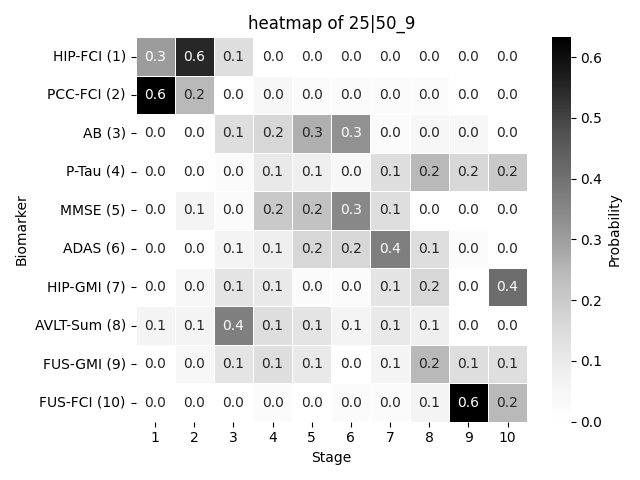 heatmap of 25|50_9
HIP-FCI (1) 0.3 0.6 0.1 0.0 0.0 0.0 0.0 0.0 0.0 0.0
PCC-FCI (2) 0.6 0.2 0.0 0.0 0.0 0.0 0.0 0.0 0.0 0.0
AB (3) 0.0 0.0 0.1 0.2 0.3 0.3 0.0 0.0 0.0 0.0
P-Tau (4) 0.0 0.0 0.0 0.1 0.1 0.0 0.1 0.2 0.2 0.2
MMSE (5) 0.0 0.1 0.0 0.2 0.2 0.3 0.1 0.0 0.0 0.0
ADAS (6) 0.0 0.0 0.1 0.1 0.2 0.2 0.4 0.1 0.0 0.0
HIP-GMI (7) 0.0 0.0 0.1 0.1 0.0 0.0 0.1 0.2 0.0 0.4
AVLT-Sum (8) 0.1 0.1 0.4 0.1 0.1 0.1 0.1 0.1 0.0 0.0
FUS-GMI (9) 0.0 0.0 0.1 0.1 0.1 0.0 0.1 0.2 0.1 0.1
FUS-FCI (10) 0.0 0.0 0.0 0.0 0.0 0.0 0.0 0.1 0.6 0.2
1 2 3 4 5 6 7 8 9 10
Stage
Biomarker
0.6
0.5
0.4
0.3
0.2
0.1
0.0
Probability